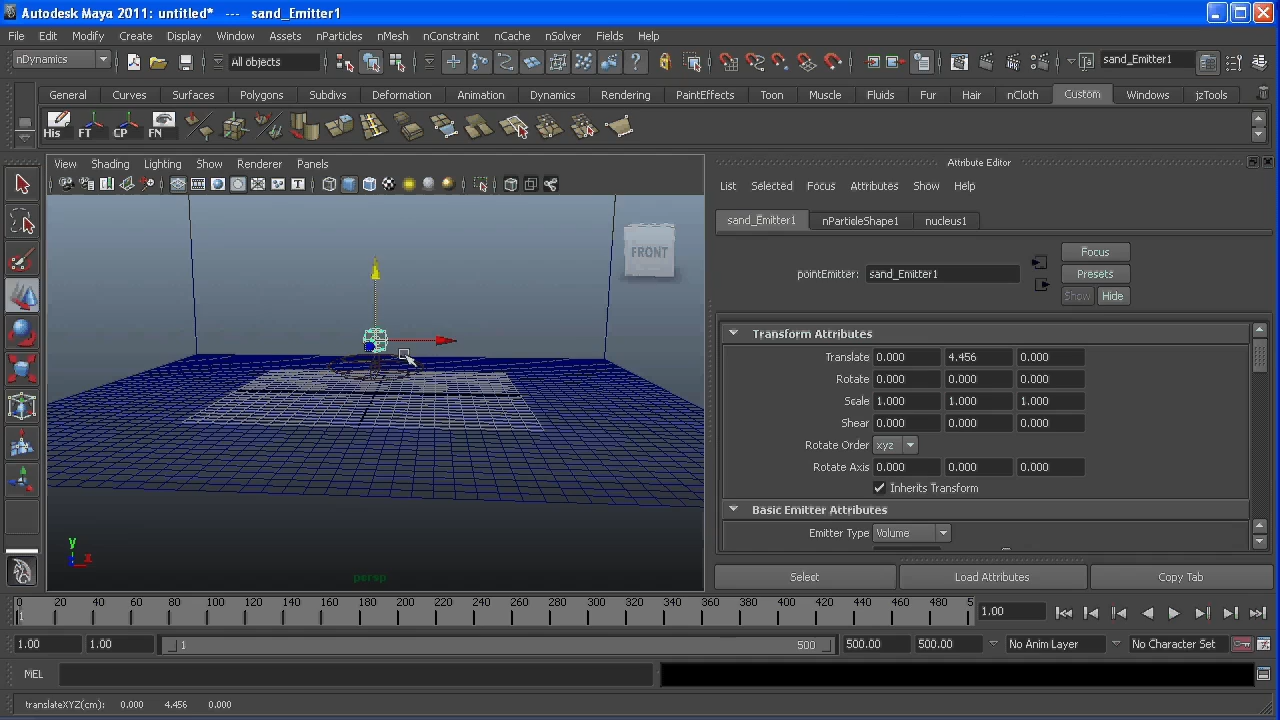 Autodesk Maya 2011: untitled* --- sand_Emitter1
File Edit Modify Create Display Window Assets nParticles nMesh nConstraint nCache nSolver Fields Help
nDynamics All objects sand_Emitter1
General Curves Surfaces Polygons Subdivs Deformation Animation Dynamics Rendering PaintEffects Toon Muscle Fluids Fur Hair nCloth Custom Windows jzTools
His FT CP FN
View Shading Lighting Show Renderer Panels
Attribute Editor
List Selected Focus Attributes Show Help
sand_Emitter1 nParticleShape1 nucleus1
FRONT
pointEmitter: sand_Emitter1
Focus
Presets
Show Hide
Transform Attributes
Translate 0.000 4.456 0.000
Rotate 0.000 0.000 0.000
Scale 1.000 1.000 1.000
Shear 0.000 0.000 0.000
Rotate Order xyz
Rotate Axis 0.000 0.000 0.000
Inherits Transform
Basic Emitter Attributes
Emitter Type Volume
y
x
persp
Select Load Attributes Copy Tab
0 20 40 60 80 100 120 140 160 180 200 220 240 260 280 300 320 340 360 380 400 420 440 460 480 5
1 1.00
1.00 1.00 1 500 500.00 500.00 No Anim Layer No Character Set
MEL
translateXYZ(cm): 0.000 4.456 0.000